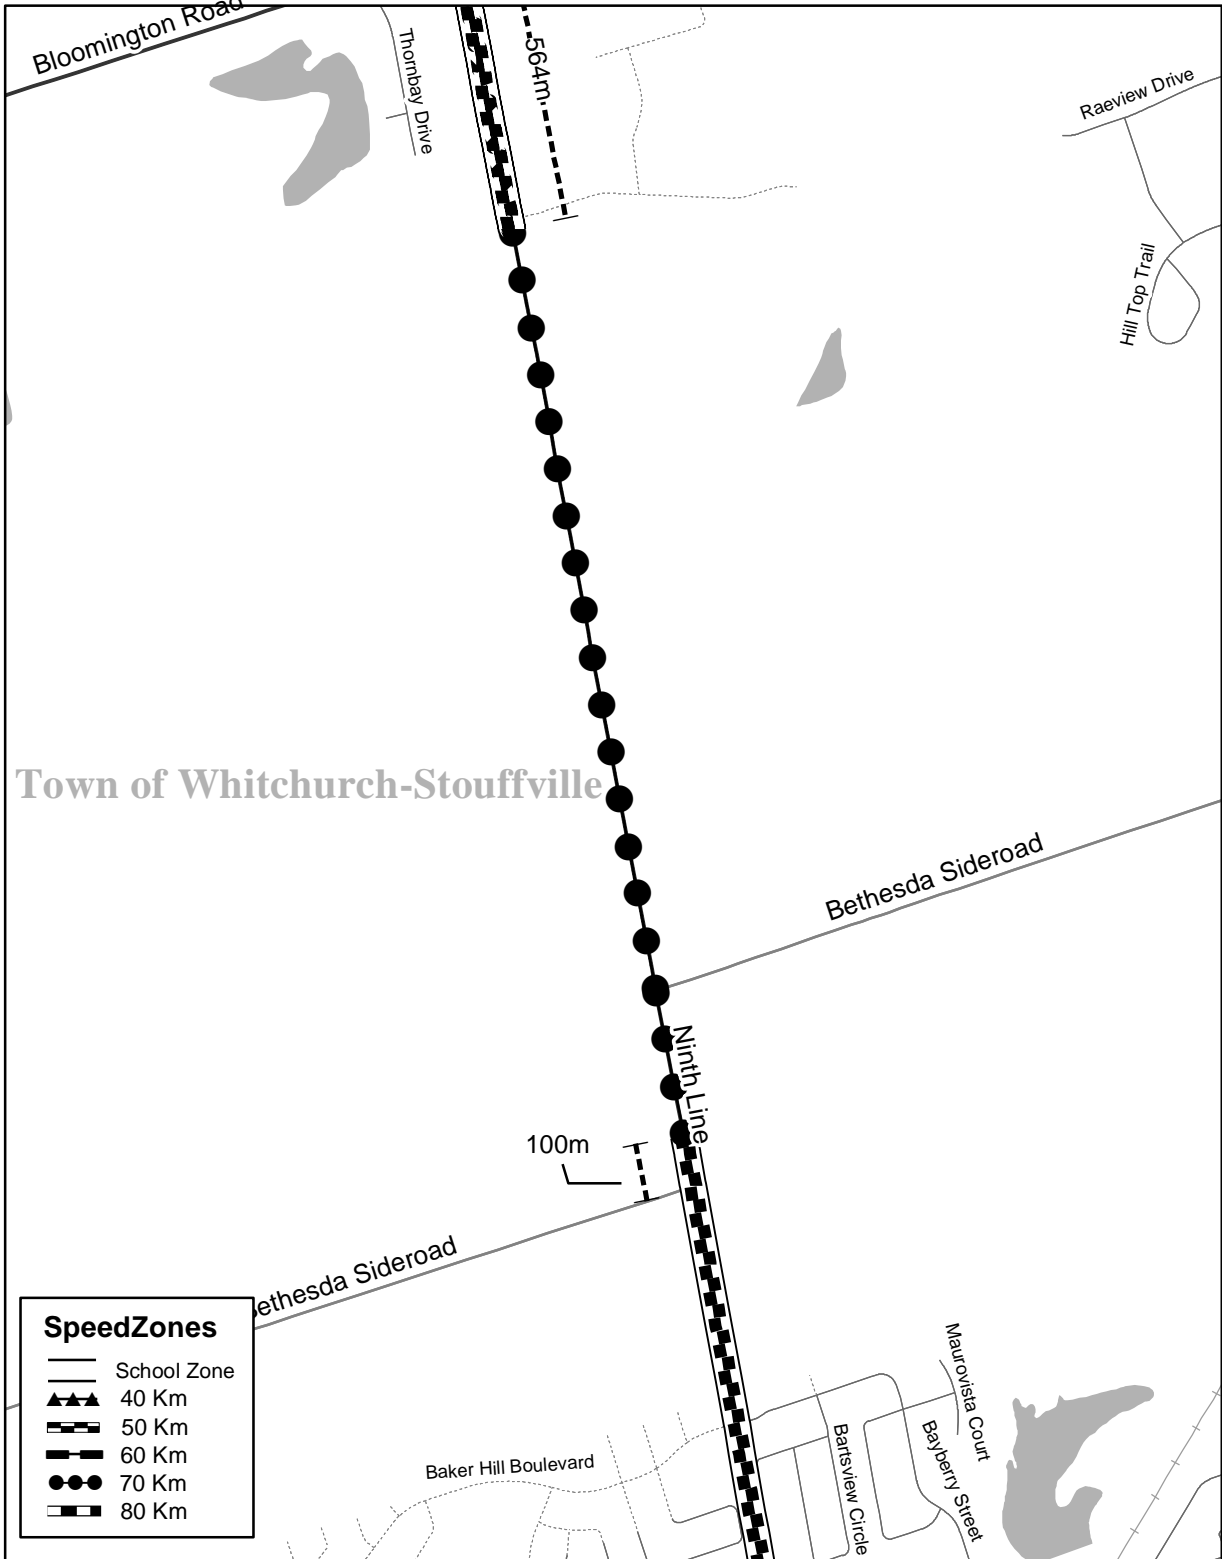 Bloomington Road
Thornbay Drive
564m
Raeview Drive
Hill Top Trail
Town of Whitchurch-Stouffville
Bethesda Sideroad
Ninth Line
100m
Bethesda Sideroad
SpeedZones
School Zone
40 Km
50 Km
60 Km
70 Km
80 Km
Baker Hill Boulevard
Bartsview Circle
Bayberry Street
Maurovista Court